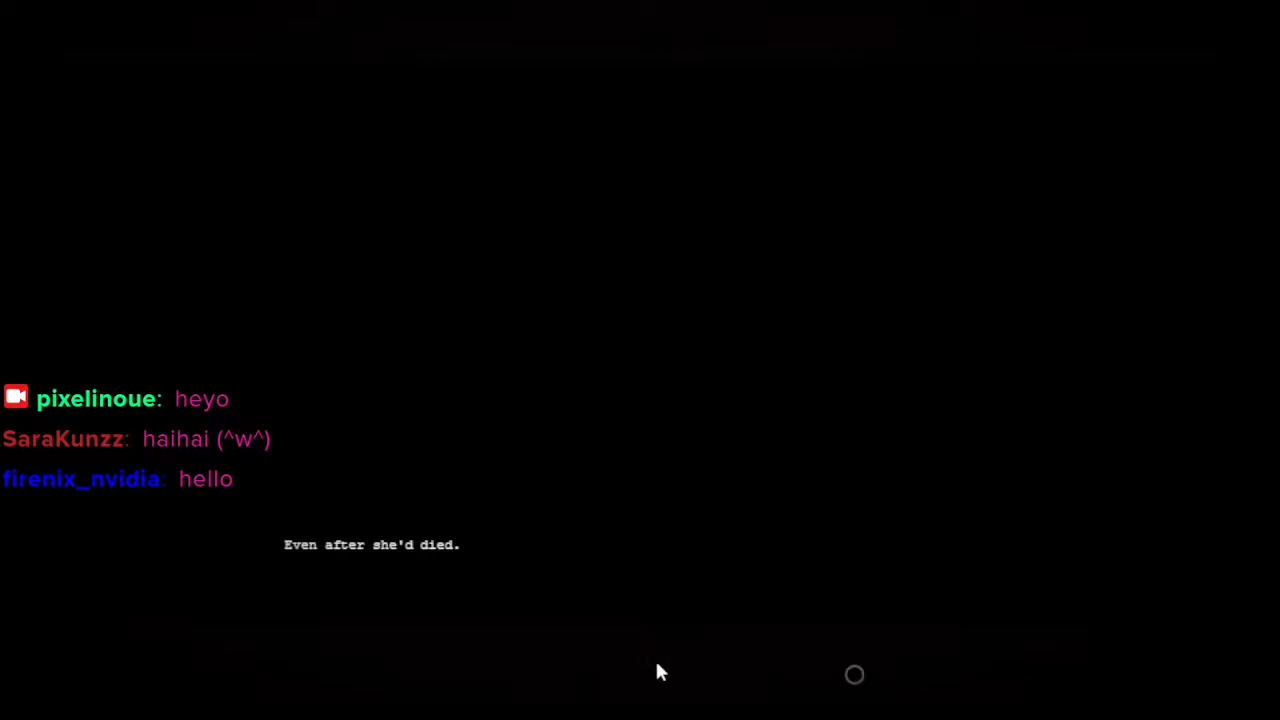 pixelinoue: heyo
SaraKunzz: haihai (^w^)
firenix_nvidia: hello
Even after she'd died.